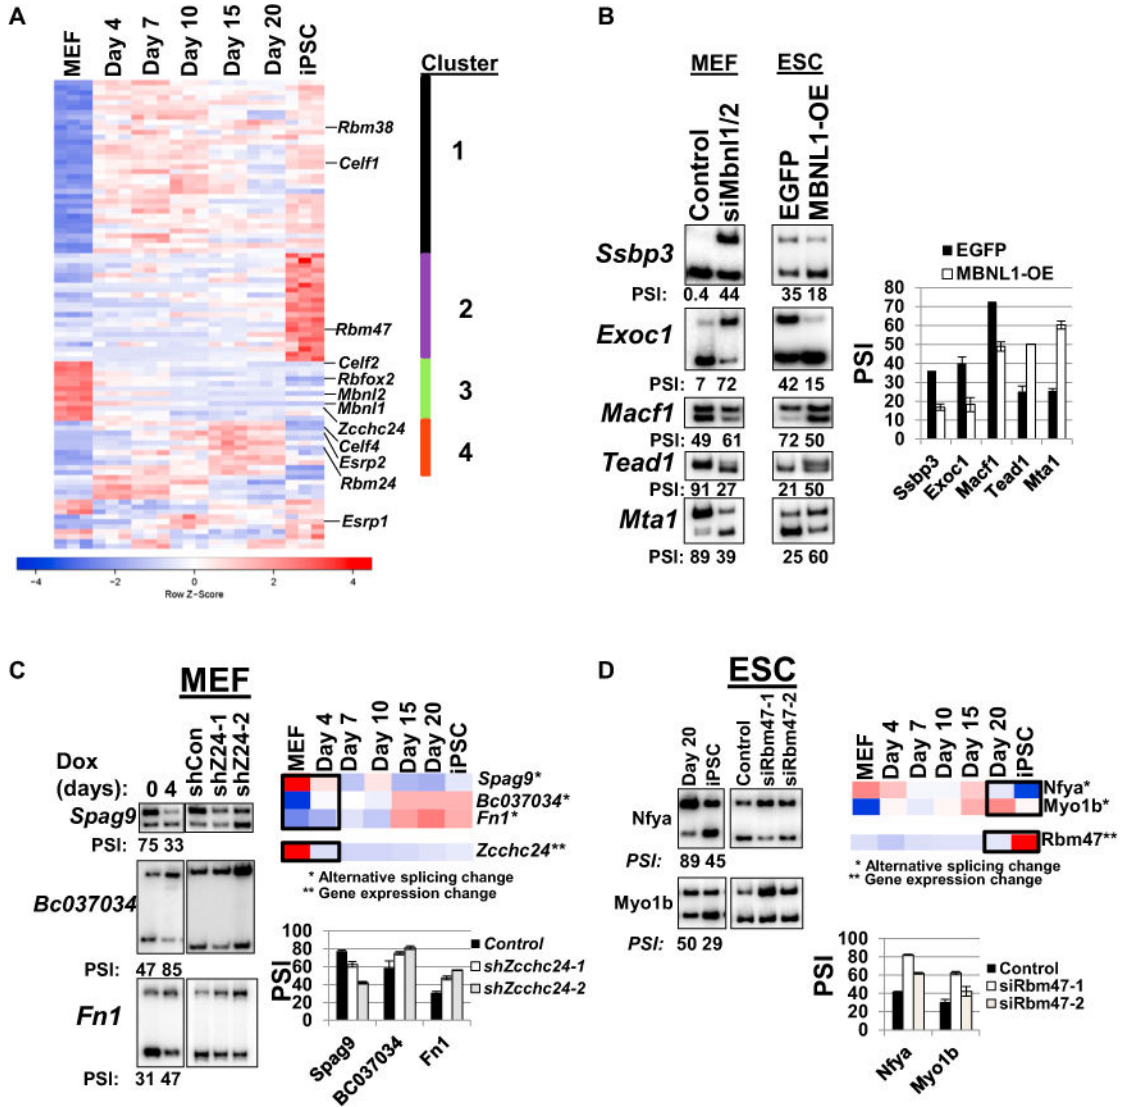 A
MEF
Day 4
Day 7
Day 10
Day 15
Day 20
iPSC
Cluster
1
2
3
4
Rbm38
Celf1
Rbm47
Celf2
Rbfox2
Mbnl2
Mbnl1
Zcchc24
Celf4
Esrp2
Rbm24
Esrp1
−4
−2
0
2
4
Row Z-Score
B
MEF
ESC
Control
siMbnl1/2
EGFP
MBNL1-OE
Ssbp3
PSI: 0.4 44 35 18
Exoc1
PSI: 7 72 42 15
Macf1
PSI: 49 61 72 50
Tead1
PSI: 91 27 21 50
Mta1
PSI: 89 39 25 60
EGFP
MBNL1-OE
PSI
80
70
60
50
40
30
20
10
0
Ssbp3
Exoc1
Macf1
Tead1
Mta1
C
MEF
Dox
(days): 0 4
shCon
shZ24-1
shZ24-2
Spag9
PSI: 75 33
Bc037034
PSI: 47 85
Fn1
PSI: 31 47
MEF
Day 4
Day 7
Day 10
Day 15
Day 20
iPSC
Spag9*
Bc037034*
Fn1*
Zcchc24**
* Alternative splicing change
** Gene expression change
PSI
100
80
60
40
20
0
Control
shZcchc24-1
shZcchc24-2
Spag9
BC037034
Fn1
D
ESC
Day 20
iPSC
Control
siRbm47-1
siRbm47-2
Nfya
PSI: 89 45
Myo1b
PSI: 50 29
MEF
Day 4
Day 7
Day 10
Day 15
Day 20
iPSC
Nfya*
Myo1b*
Rbm47**
* Alternative splicing change
** Gene expression change
PSI
100
80
60
40
20
0
Control
siRbm47-1
siRbm47-2
Nfya
Myo1b